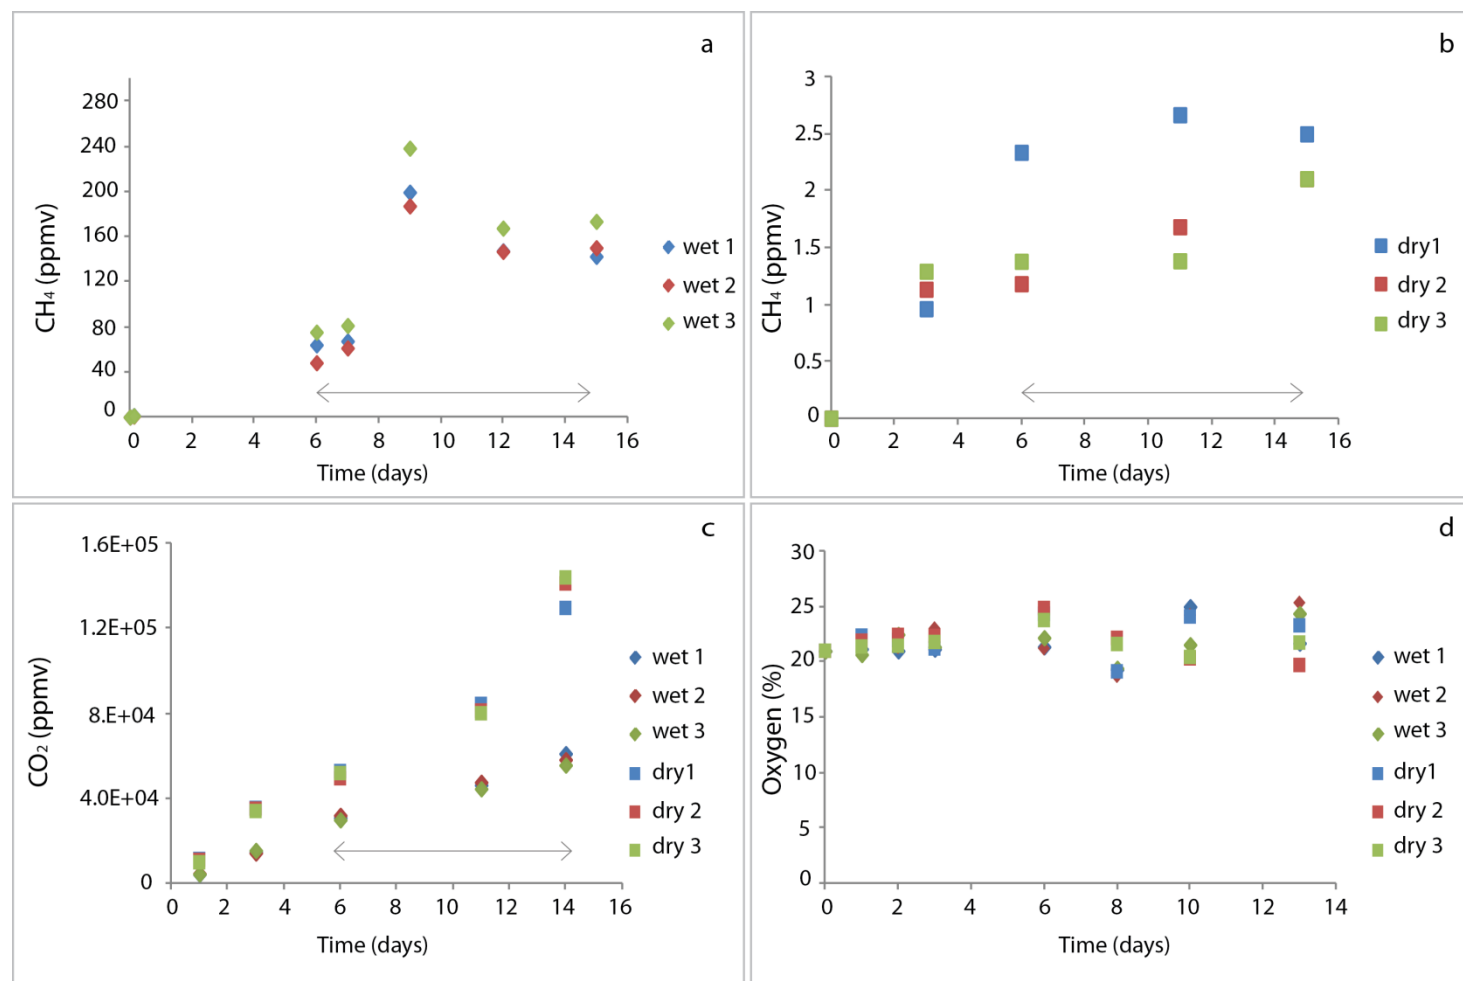 a
280
240
200
160
120
80
40
0
CH₄ (ppmv)
0 2 4 6 8 10 12 14 16
Time (days)
wet 1
wet 2
wet 3
b
3
2.5
2
1.5
1
0.5
0
CH₄ (ppmv)
0 2 4 6 8 10 12 14 16
Time (days)
dry1
dry 2
dry 3
c
1.6E+05
1.2E+05
8.E+04
4.0E+04
0
CO₂ (ppmv)
0 2 4 6 8 10 12 14 16
Time (days)
wet 1
wet 2
wet 3
dry1
dry 2
dry 3
d
30
25
20
15
10
5
0
Oxygen (%)
0 2 4 6 8 10 12 14
Time (days)
wet 1
wet 2
wet 3
dry1
dry 2
dry 3